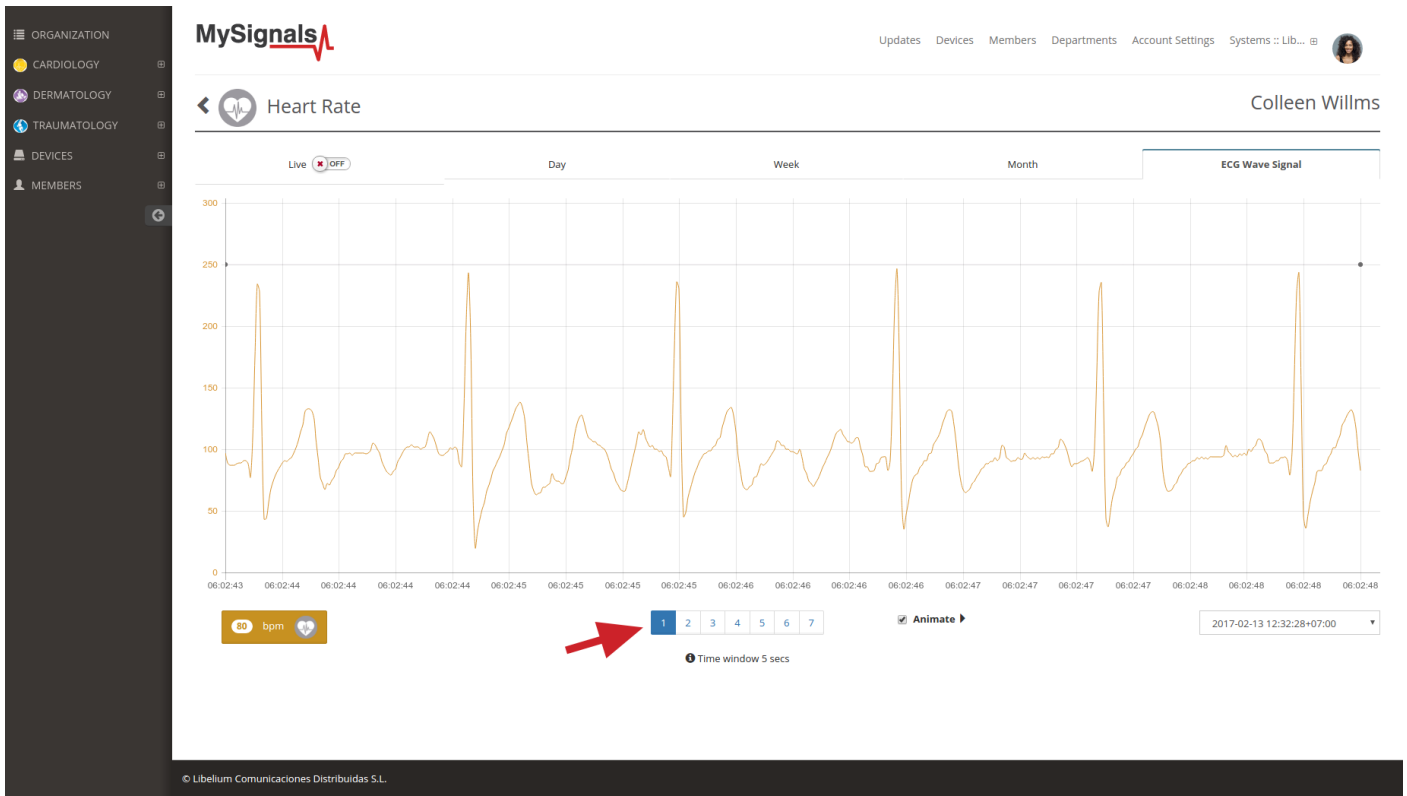 ORGANIZATION
CARDIOLOGY
DERMATOLOGY
TRAUMATOLOGY
DEVICES
MEMBERS
MySignals
Updates Devices Members Departments Account Settings Systems :: Lib...
Heart Rate
Colleen Willms
Live OFF Day Week Month ECG Wave Signal
300
250
200
150
100
50
0
06:02:43 06:02:44 06:02:44 06:02:44 06:02:44 06:02:45 06:02:45 06:02:45 06:02:45 06:02:46 06:02:46 06:02:46 06:02:46 06:02:47 06:02:47 06:02:47 06:02:47 06:02:48 06:02:48 06:02:48 06:02:48
80 bpm
1 2 3 4 5 6 7
Animate
2017-02-13 12:32:28+07:00
Time window 5 secs
© Libelium Comunicaciones Distribuidas S.L.